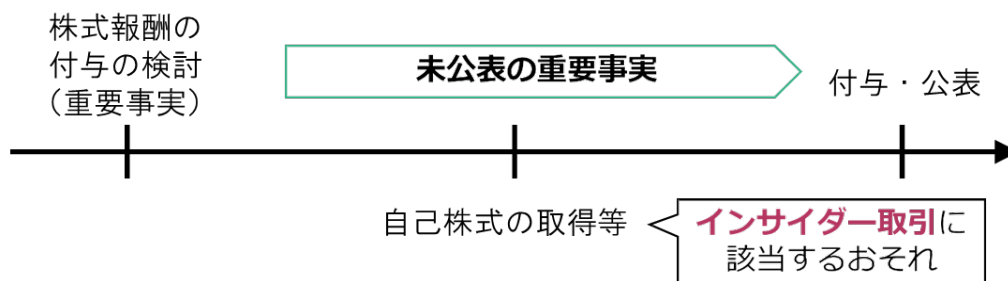 株式報酬の
付与の検討
（重要事実）
未公表の重要事実
付与・公表
自己株式の取得等
インサイダー取引に
該当するおそれ